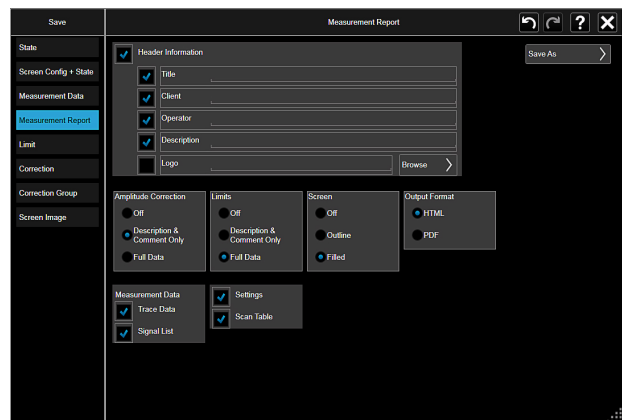 Save
Measurement Report
?
State
Screen Config + State
Measurement Data
Measurement Report
Limit
Correction
Correction Group
Screen Image
Header Information
Title
Client
Operator
Description
Logo
Browse
Save As
Amplitude Correction
Off
Description &
Comment Only
Full Data
Limits
Off
Description &
Comment Only
Full Data
Screen
Off
Outline
Filled
Output Format
HTML
PDF
Measurement Data
Trace Data
Signal List
Settings
Scan Table